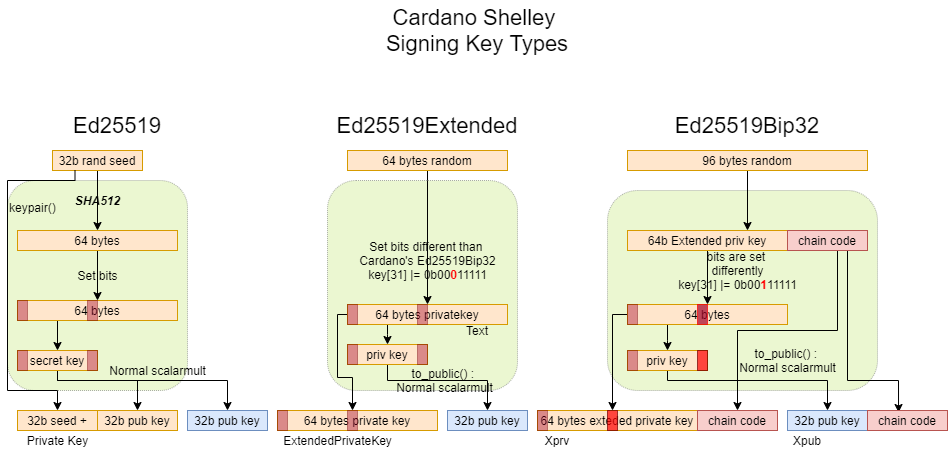 Cardano Shelley
Signing Key Types
Ed25519
32b rand seed
keypair()
SHA512
64 bytes
Set bits
64 bytes
secret key
Normal scalarmult
32b seed +
32b pub key
32b pub key
Private Key
Ed25519Extended
64 bytes random
Set bits different than
Cardano's Ed25519Bip32
key[31] |= 0b00011111
64 bytes privatekey
Text
priv key
to_public() :
Normal scalarmult
64 bytes private key
32b pub key
ExtendedPrivateKey
Ed25519Bip32
96 bytes random
64b Extended priv key
chain code
bits are set
differently
key[31] |= 0b00111111
64 bytes
priv key
to_public() :
Normal scalarmult
64 bytes exteded private key
chain code
32b pub key
chain code
Xprv
Xpub